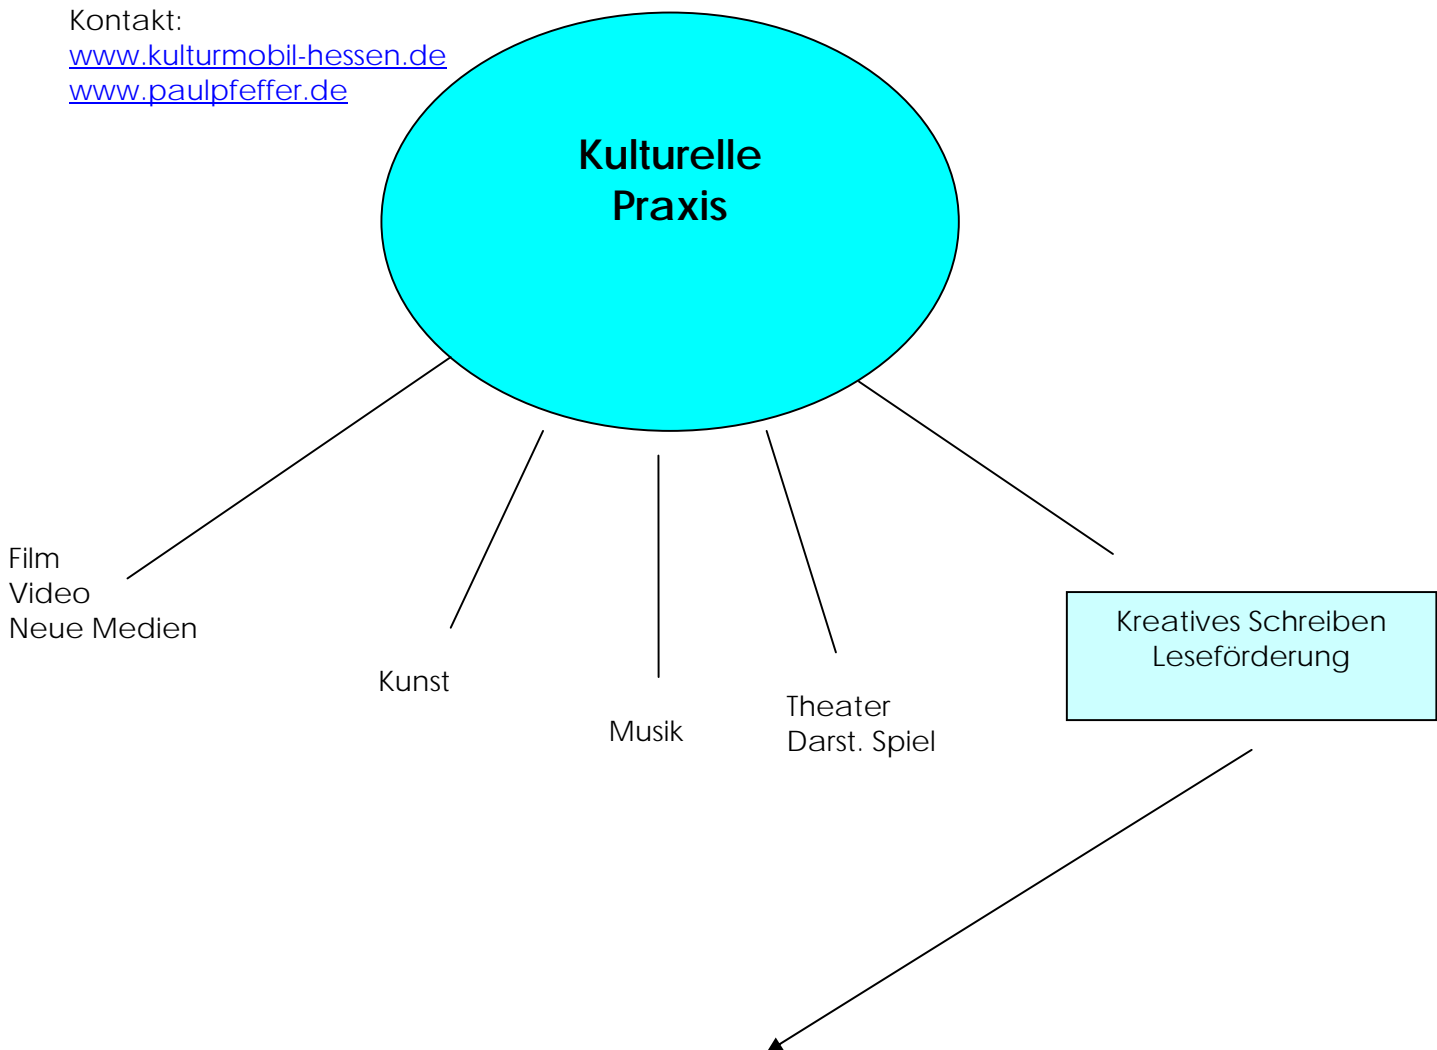 Kontakt:
www.kulturmobil-hessen.de
www.paulpfeffer.de
Kulturelle
Praxis
Film
Video
Neue Medien
Kunst
Musik
Theater
Darst. Spiel
Kreatives Schreiben
Leseförderung